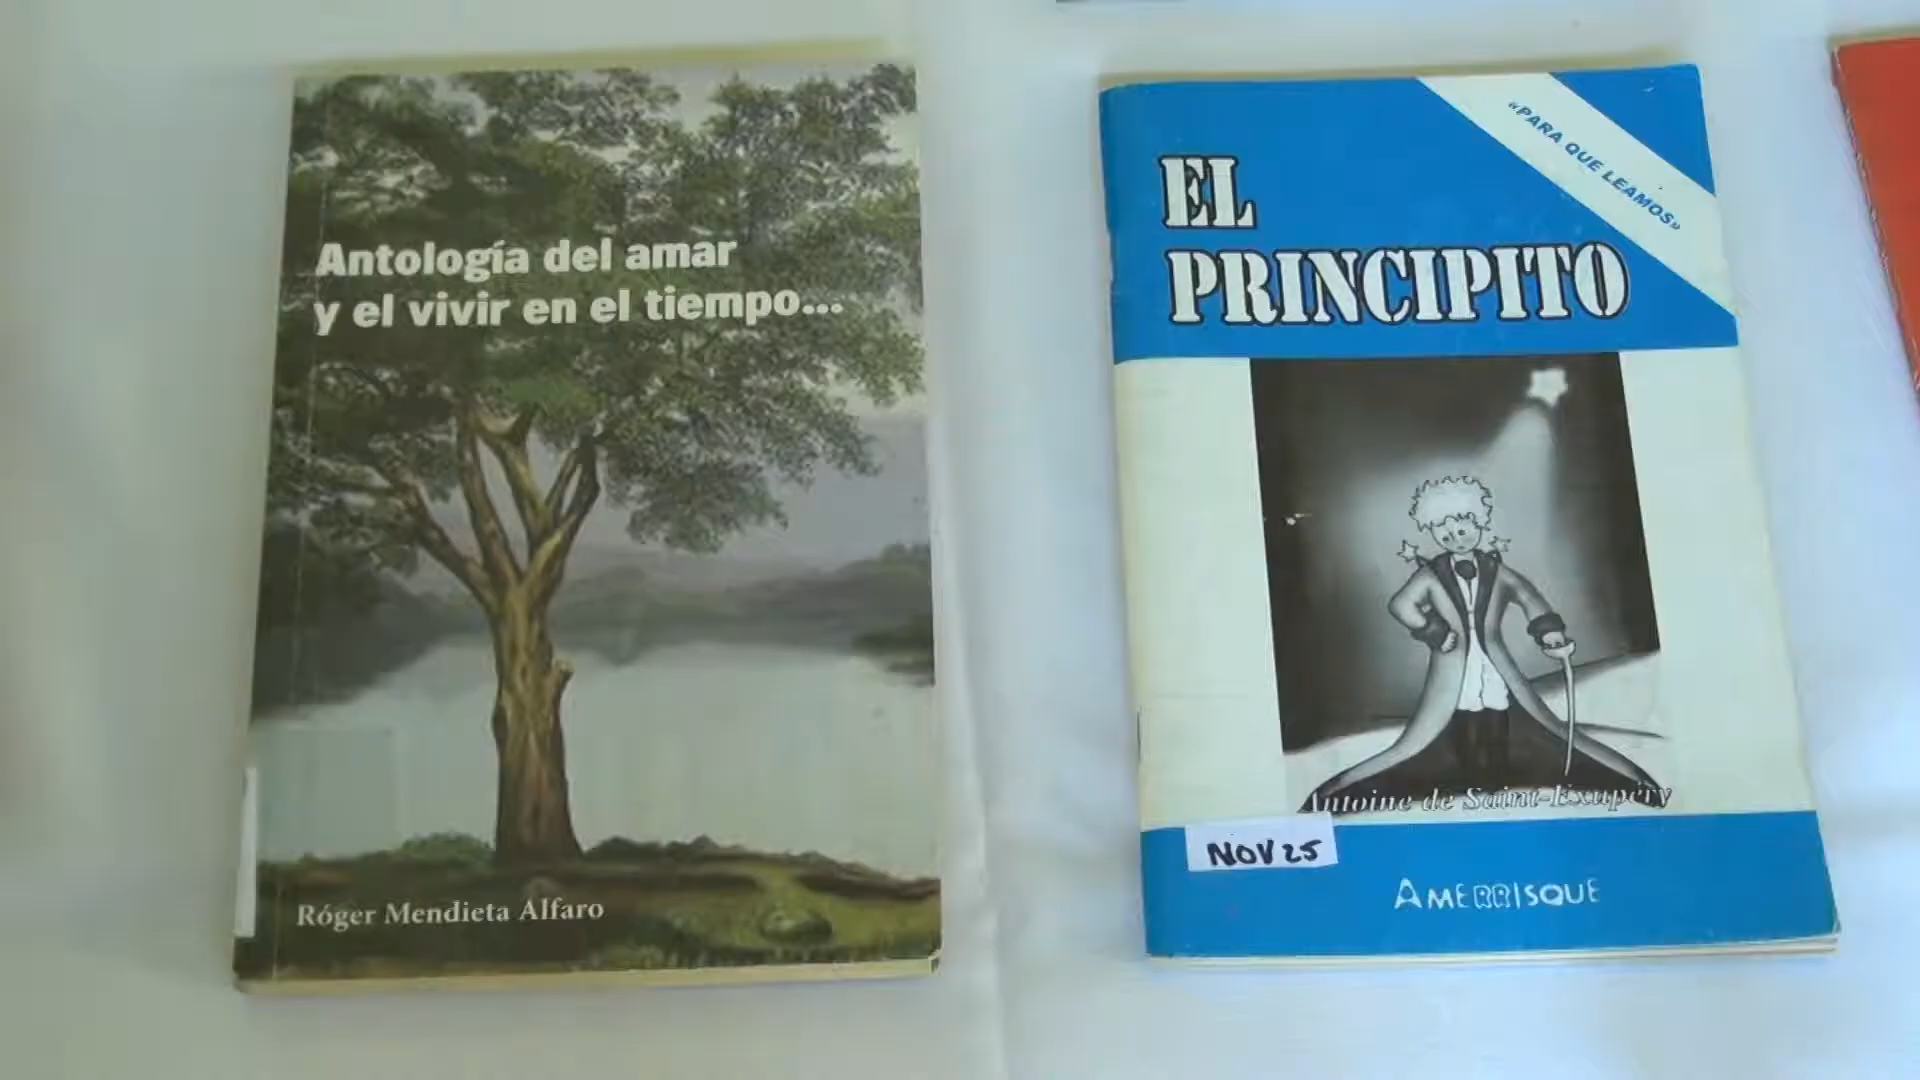 Antología del amar
y el vivir en el tiempo...
Róger Mendieta Alfaro
«PARA QUE LEAMOS»
EL
PRINCIPITO
Antoine de Saint-Exupéry
NOV 25
AMERRISQUE